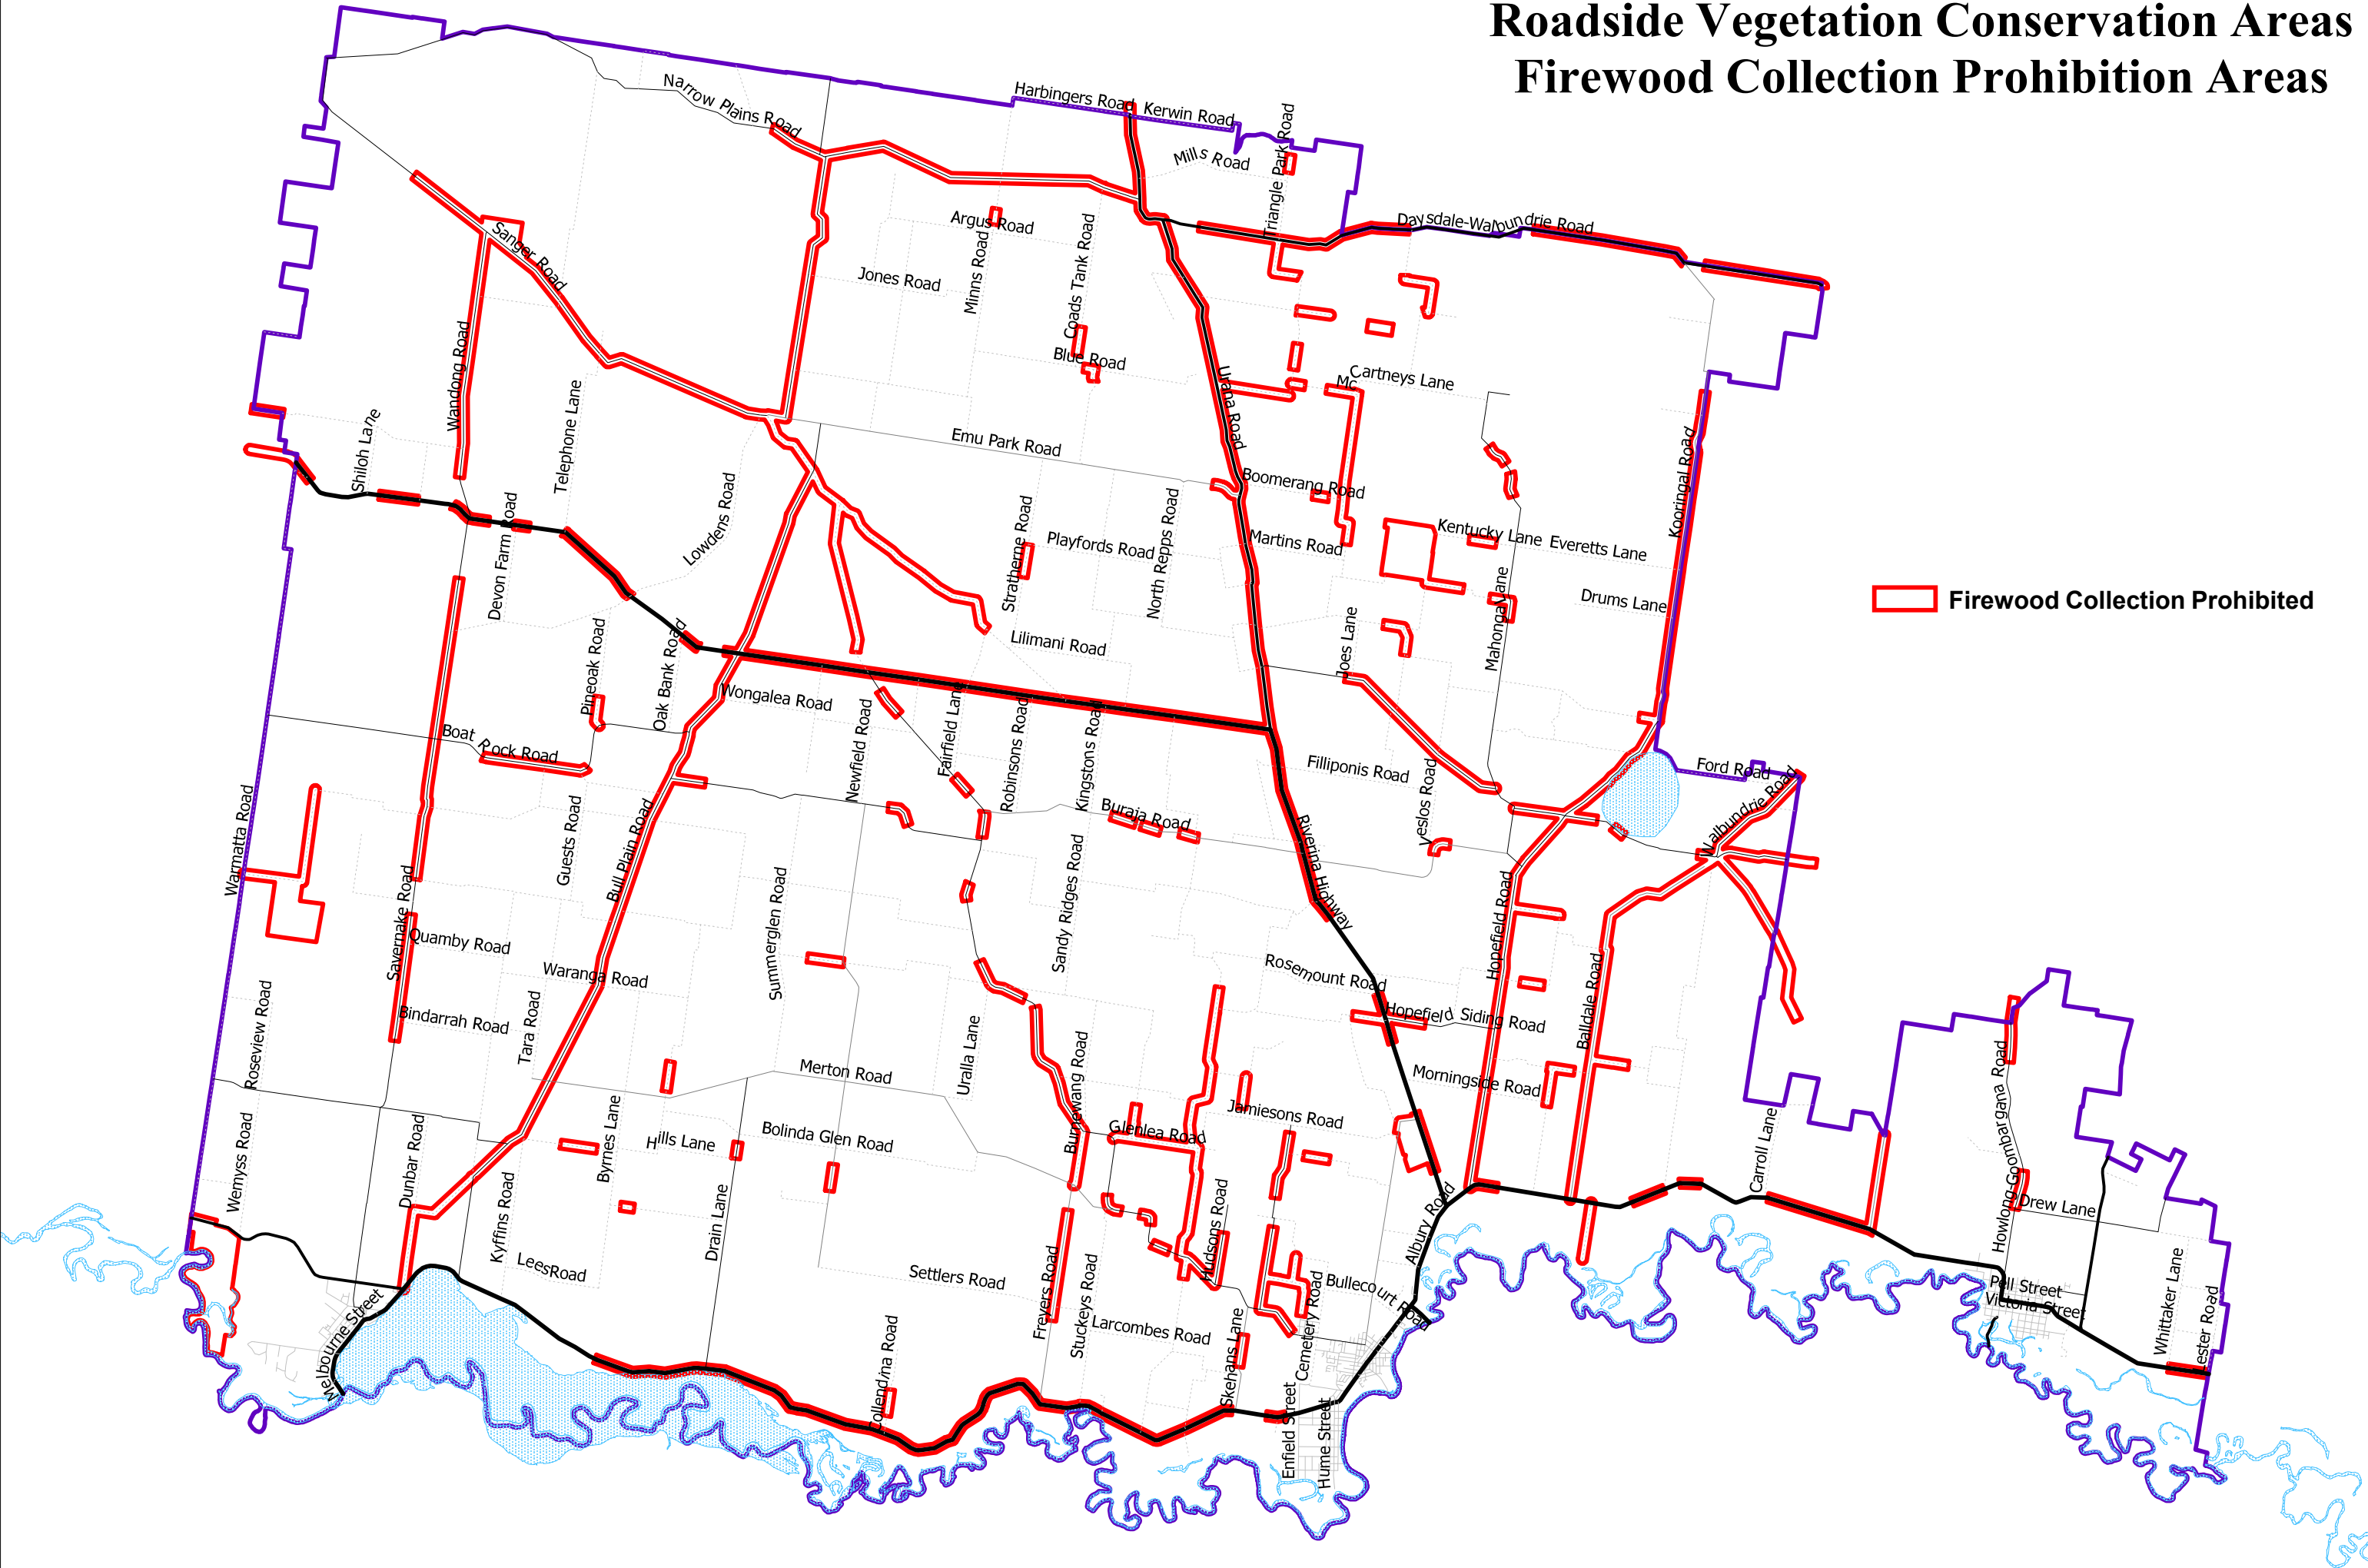 Roadside Vegetation Conservation Areas
Firewood Collection Prohibition Areas
Narrow Plains Road
Harbingers Road
Kerwin Road
Mills Road
Triangle Park Road
Daysdale-Walbundrie Road
Argus Road
Minns Road
Coads Tank Road
Jones Road
Sanger Road
Wandong Road
Telephone Lane
Shiloh Lane
Blue Road
Urana Road
McCartneys Lane
Emu Park Road
Boomerang Road
Kooringal Road
Lowdens Road
Devon Farm Road
Stratherne Road
Playfords Road
North Repps Road
Martins Road
Kentucky Lane
Everetts Lane
Drums Lane
Mahonga Lane
Firewood Collection Prohibited
Joes Lane
Lilimani Road
Pineoak Road
Oak Bank Road
Wongalea Road
Boat Rock Road
Newfield Road
Fairfield Lane
Robinsons Road
Kingstons Road
Filliponis Road
Veslos Road
Ford Road
Walbundrie Road
Buraja Road
Riverina Highway
Warmatta Road
Guests Road
Bull Plain Road
Savernake Road
Quamby Road
Waranga Road
Summerglen Road
Sandy Ridges Road
Hopefield Road
Rosemount Road
Hopefield Siding Road
Balldale Road
Roseview Road
Bindarrah Road
Tara Road
Uralla Lane
Merton Road
Burrewang Road
Morningside Road
Jamiesons Road
Glenlea Road
Howlong-Goombargana Road
Wemyss Road
Dunbar Road
Byrnes Lane
Hills Lane
Bolinda Glen Road
Carroll Lane
Drew Lane
Kyffins Road
Lees Road
Drain Lane
Hudsons Road
Albury Road
Settlers Road
Freyers Road
Stuckeys Road
Larcombes Road
Bullecourt Road
Cemetery Road
Skehans Lane
Pell Street
Victoria Street
Whittaker Lane
Lester Road
Melbourne Street
Collendina Road
Enfield Street
Hume Street